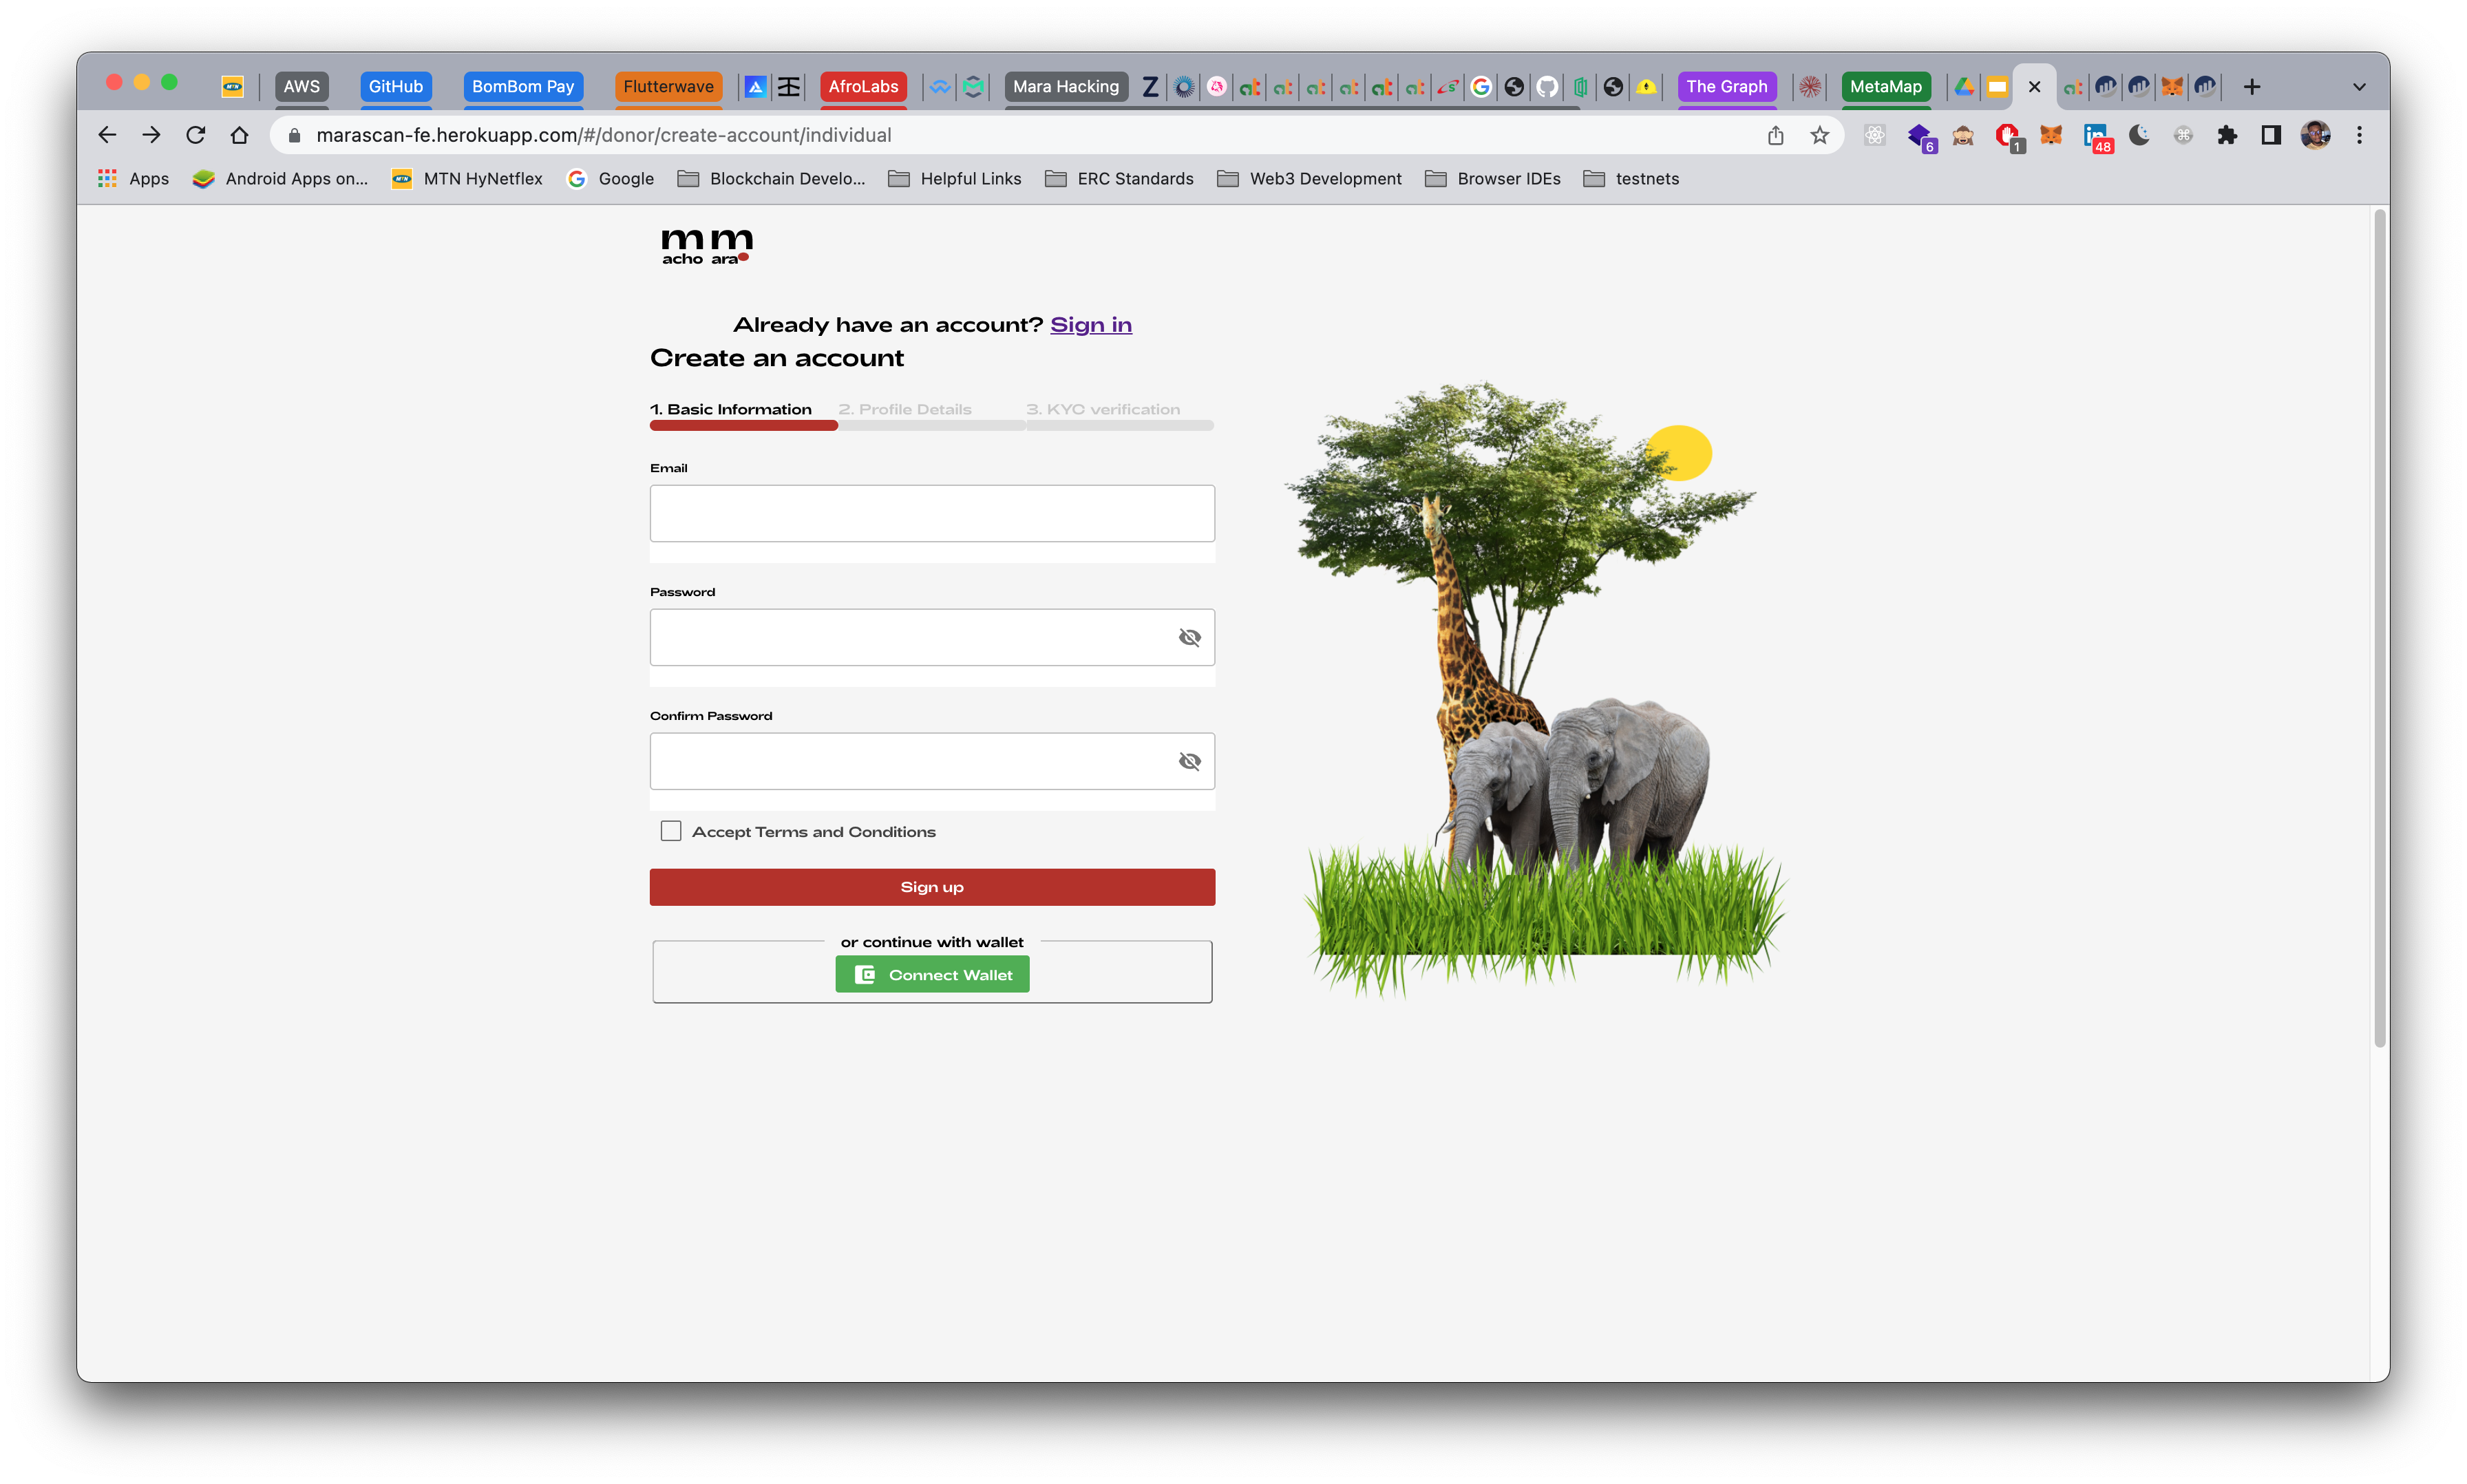 AWS GitHub BomBom Pay Flutterwave AfroLabs Mara Hacking The Graph MetaMap
marascan-fe.herokuapp.com/#/donor/create-account/individual
6 1 48
Apps Android Apps on... MTN HyNetflex Google Blockchain Develo... Helpful Links ERC Standards Web3 Development Browser IDEs testnets
m m
acho ara
Already have an account? Sign in
Create an account
1. Basic Information 2. Profile Details 3. KYC verification
Email
Password
Confirm Password
Accept Terms and Conditions
Sign up
or continue with wallet
Connect Wallet